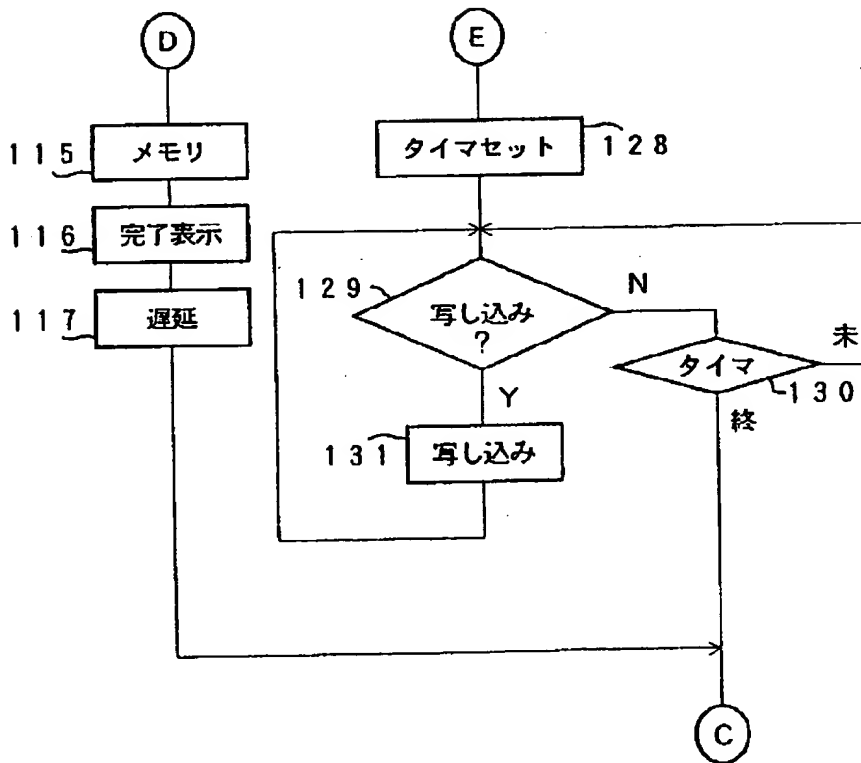 D
115 メモリ
116 完了表示
117 遅延
E
タイマセット 128
129 写し込み
?
N
Y
タイマ 未
130
終
131 写し込み
C